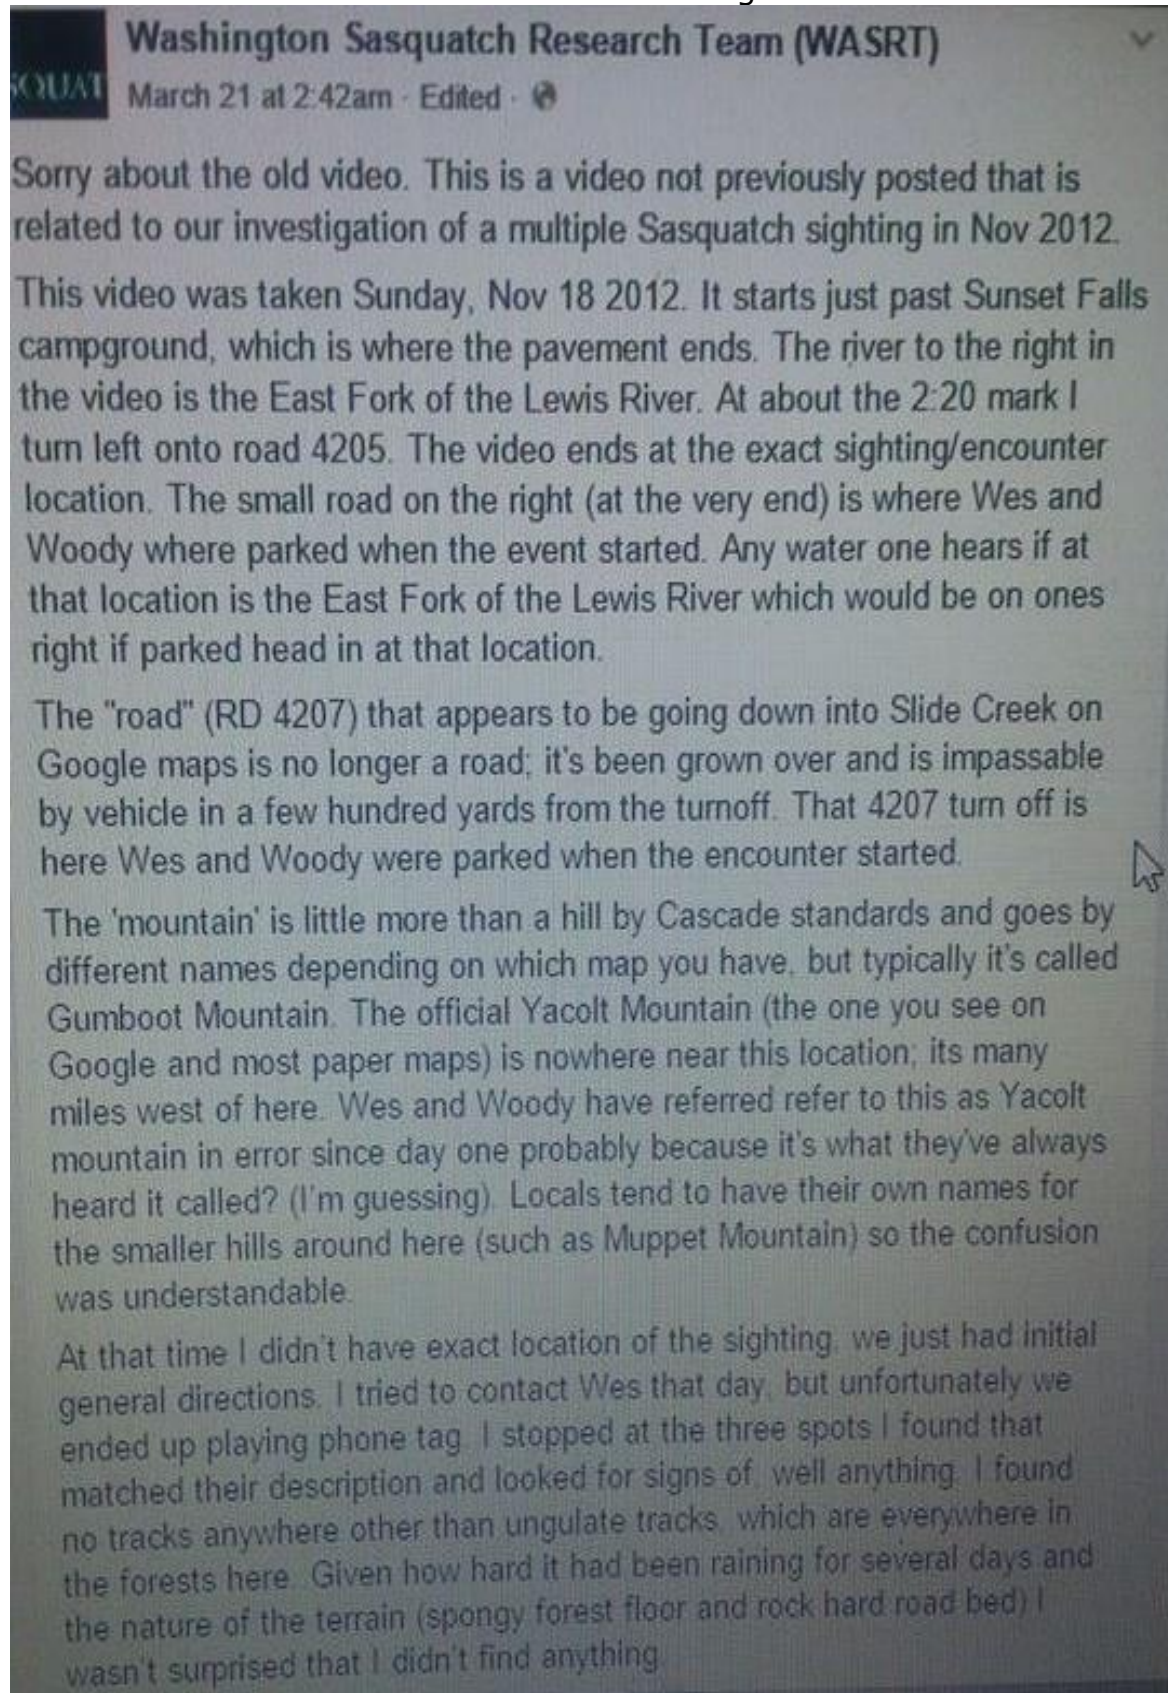 SQUAT
Washington Sasquatch Research Team (WASRT)
March 21 at 2:42am · Edited ·
Sorry about the old video. This is a video not previously posted that is
related to our investigation of a multiple Sasquatch sighting in Nov 2012.
This video was taken Sunday, Nov 18 2012. It starts just past Sunset Falls
campground, which is where the pavement ends. The river to the right in
the video is the East Fork of the Lewis River. At about the 2:20 mark I
turn left onto road 4205. The video ends at the exact sighting/encounter
location. The small road on the right (at the very end) is where Wes and
Woody where parked when the event started. Any water one hears if at
that location is the East Fork of the Lewis River which would be on ones
right if parked head in at that location.
The "road" (RD 4207) that appears to be going down into Slide Creek on
Google maps is no longer a road; it's been grown over and is impassable
by vehicle in a few hundred yards from the turnoff. That 4207 turn off is
here Wes and Woody were parked when the encounter started.
The 'mountain' is little more than a hill by Cascade standards and goes by
different names depending on which map you have, but typically it's called
Gumboot Mountain. The official Yacolt Mountain (the one you see on
Google and most paper maps) is nowhere near this location; its many
miles west of here. Wes and Woody have referred refer to this as Yacolt
mountain in error since day one probably because it's what they've always
heard it called? (I'm guessing). Locals tend to have their own names for
the smaller hills around here (such as Muppet Mountain) so the confusion
was understandable.
At that time I didn't have exact location of the sighting, we just had initial
general directions. I tried to contact Wes that day, but unfortunately we
ended up playing phone tag. I stopped at the three spots I found that
matched their description and looked for signs of, well anything. I found
no tracks anywhere other than ungulate tracks, which are everywhere in
the forests here. Given how hard it had been raining for several days and
the nature of the terrain (spongy forest floor and rock hard road bed) I
wasn't surprised that I didn't find anything.